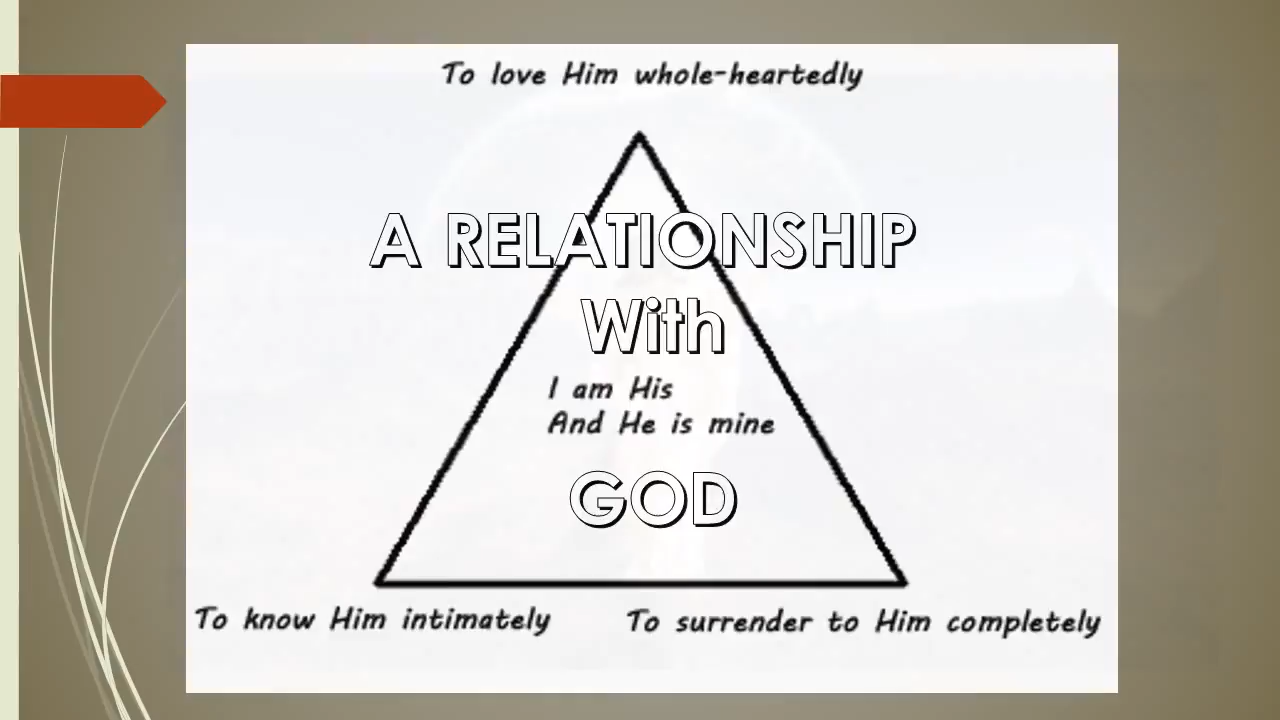 To love Him whole-heartedly
A RELATIONSHIP
With
I am His
And He is mine
GOD
To know Him intimately
To surrender to Him completely